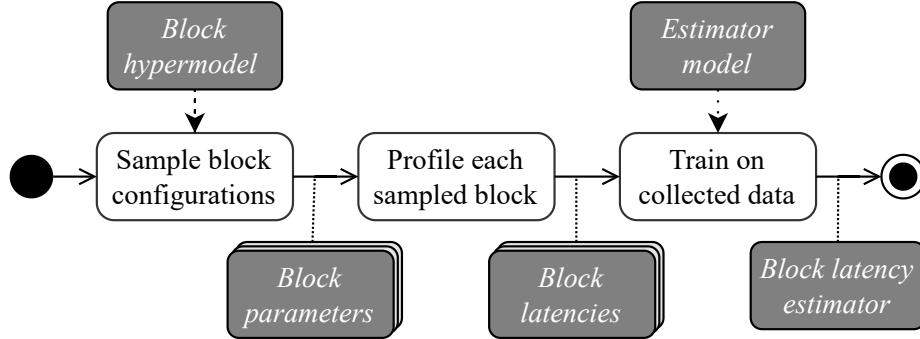 Block
hypermodel
Estimator
model
Sample block
configurations
Profile each
sampled block
Train on
collected data
Block
parameters
Block
latencies
Block latency
estimator